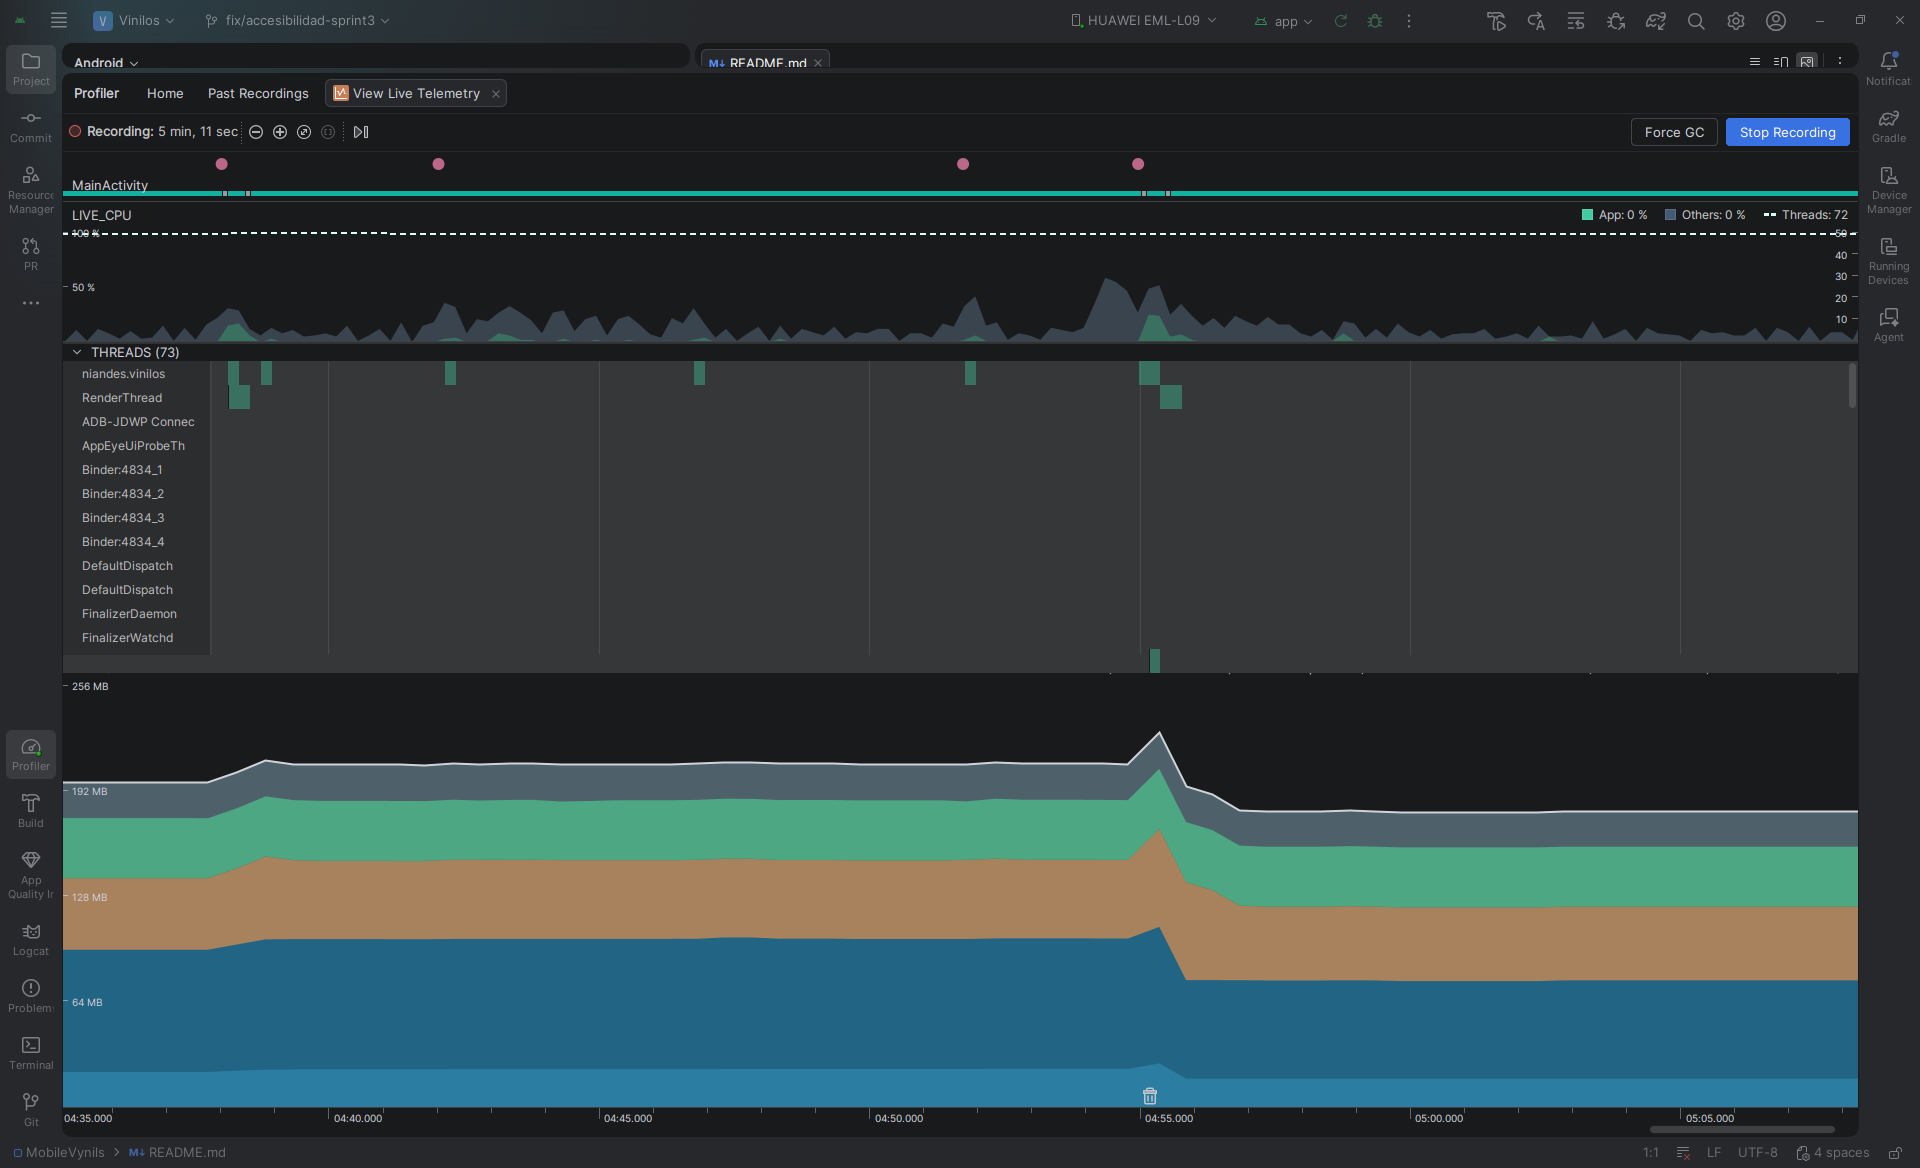 V Vinilos fix/accesibilidad-sprint3 HUAWEI EML-L09 app
Project
Commit
Resource
Manager
PR
Profiler
Build
App
Quality Ir
Logcat
Problem
Terminal
Git
Android
M↓ README.md
Profiler Home Past Recordings View Live Telemetry
Recording: 5 min, 11 sec Force GC Stop Recording
MainActivity
LIVE_CPU App: 0 % Others: 0 % Threads: 72
100 % 50
40
50 % 30
20
10
THREADS (73)
niandes.vinilos
RenderThread
ADB-JDWP Connec
AppEyeUiProbeTh
Binder:4834_1
Binder:4834_2
Binder:4834_3
Binder:4834_4
DefaultDispatch
DefaultDispatch
FinalizerDaemon
FinalizerWatchd
256 MB
192 MB
128 MB
64 MB
04:35.000 04:40.000 04:45.000 04:50.000 04:55.000 05:00.000 05:05.000
Notificat
Gradle
Device
Manager
Running
Devices
Agent
MobileVynils M↓ README.md 1:1 LF UTF-8 4 spaces